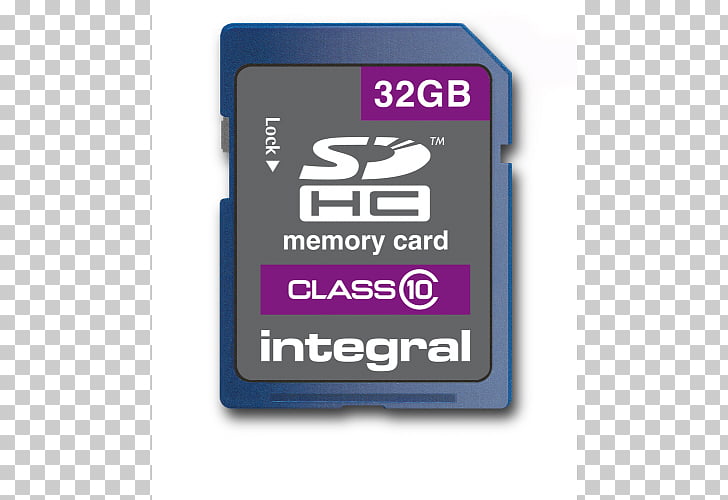 32GB
Lock
SD™
HC
memory card
CLASS 10
integral